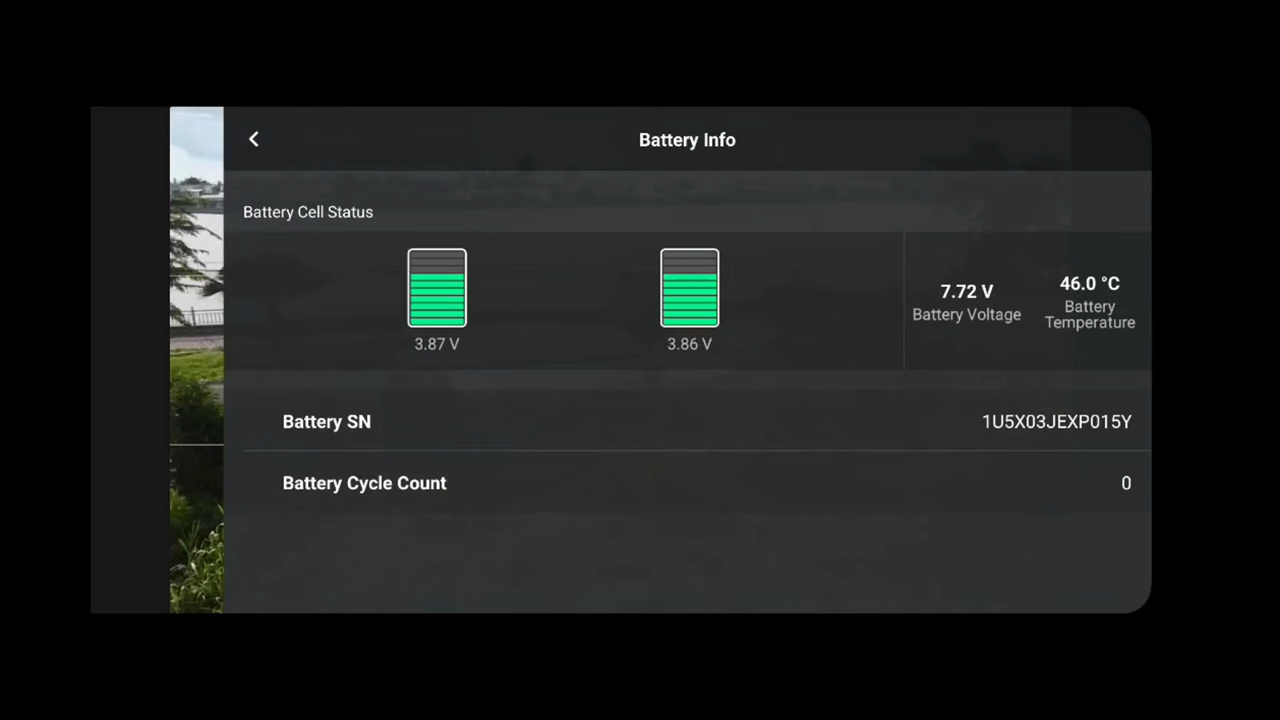 Battery Info
Battery Cell Status
3.87 V
3.86 V
7.72 V
Battery Voltage
46.0 °C
Battery
Temperature
Battery SN
1U5X03JEXP015Y
Battery Cycle Count
0